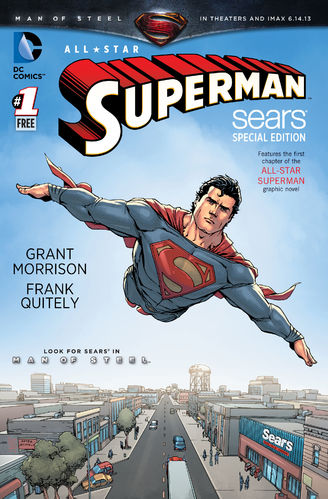 MAN OF STEEL
IN THEATERS AND IMAX 6.14.13
DC COMICS™
ALL ★ STAR
SUPERMAN
#1
FREE
sears
SPECIAL EDITION
Features the first
chapter of the
ALL-STAR
SUPERMAN
graphic novel
GRANT
MORRISON
FRANK
QUITELY
LOOK FOR SEARS' IN
MAN OF STEEL
Sears